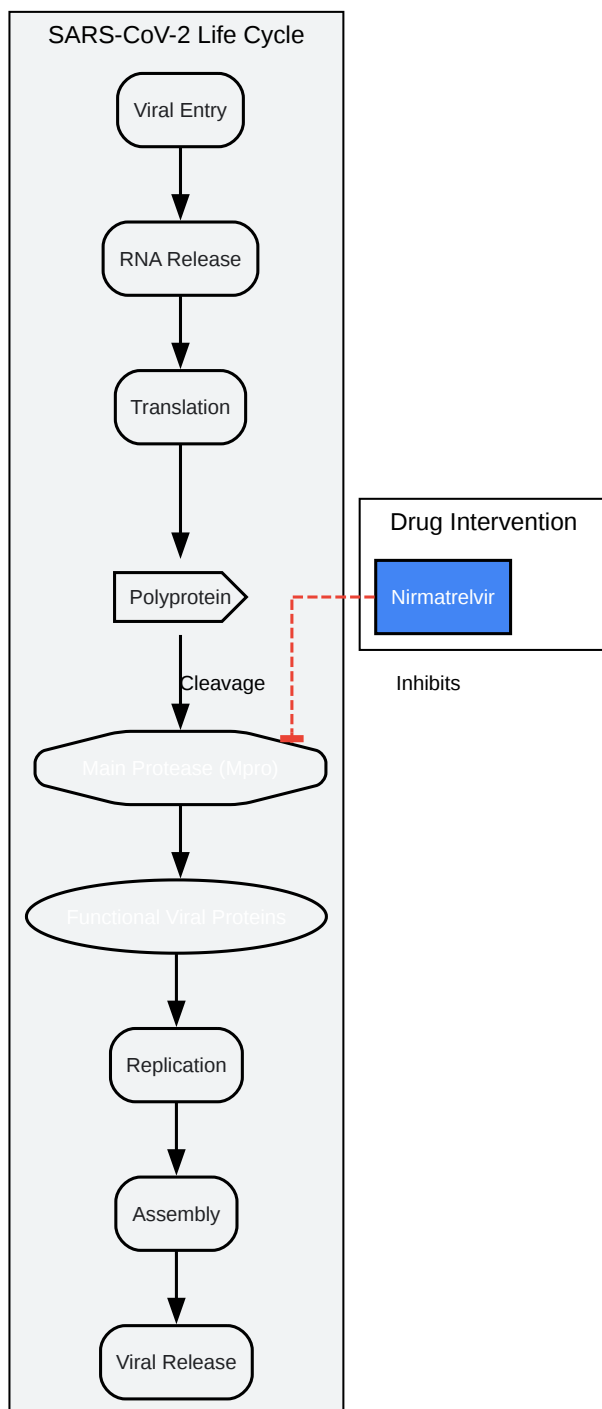 SARS-CoV-2 Life Cycle
Viral Entry
RNA Release
Translation
Drug Intervention
Polyprotein
Nirmatrelvir
Cleavage
Inhibits
Main Protease (Mpro)
Functional Viral Proteins
Replication
Assembly
Viral Release